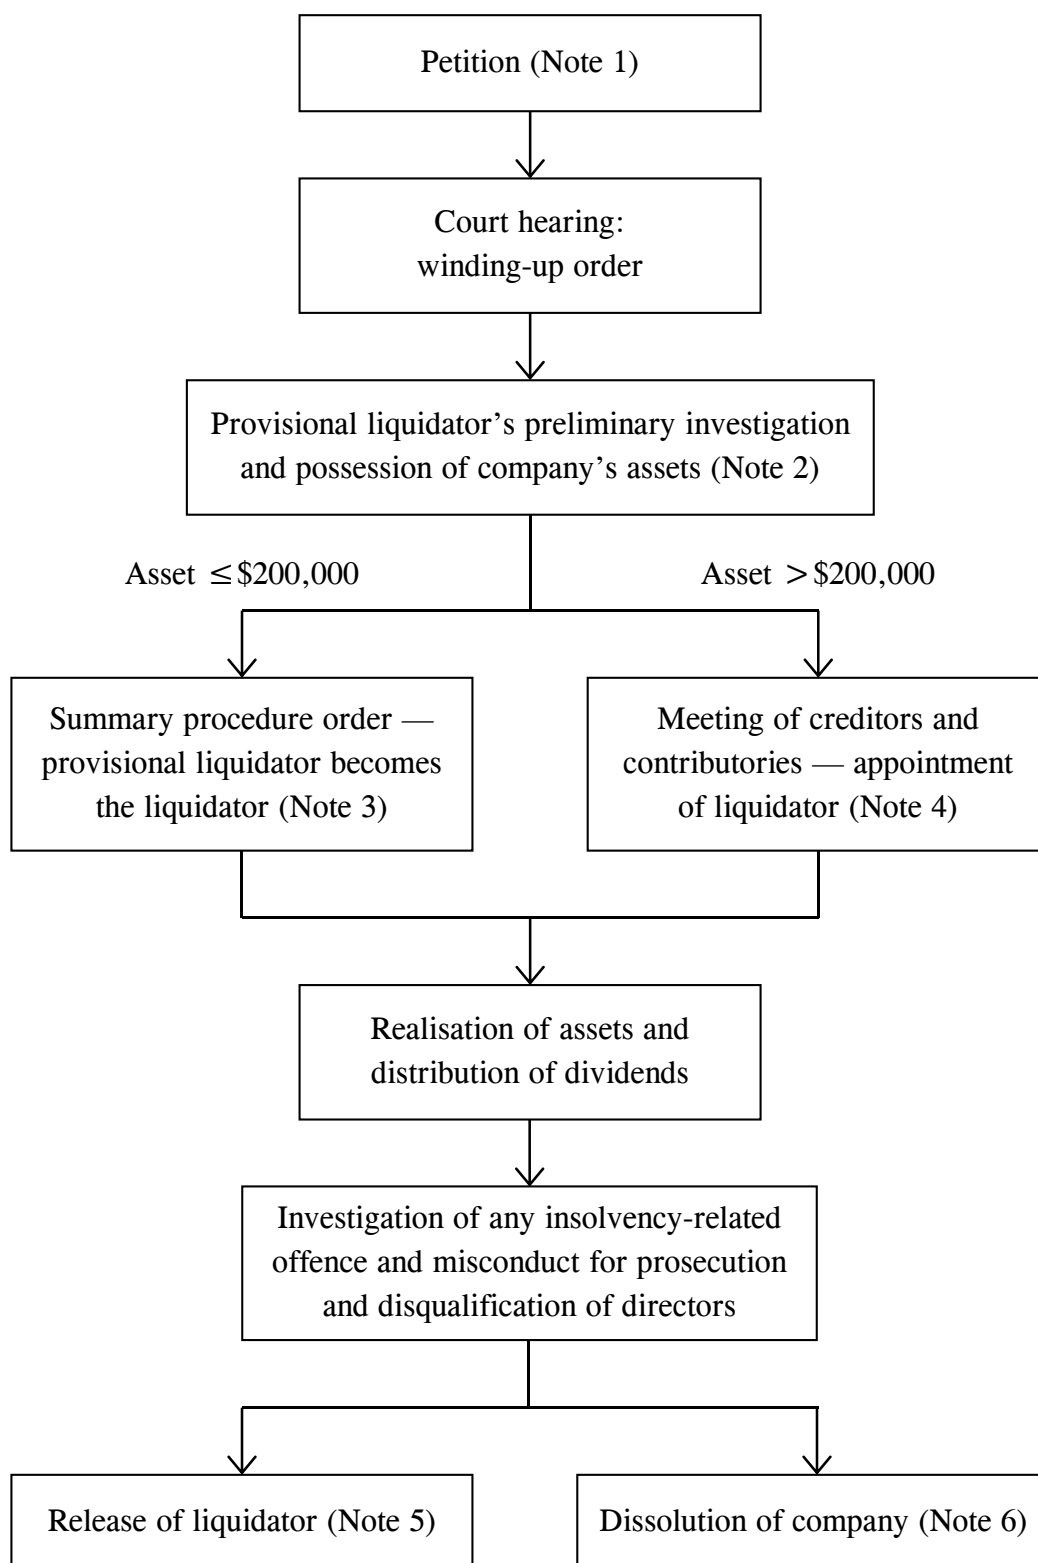 Petition (Note 1)
Court hearing:
winding-up order
Provisional liquidator’s preliminary investigation
and possession of company’s assets (Note 2)
Asset ≤$200,000
Asset >$200,000
Summary procedure order —
provisional liquidator becomes
the liquidator (Note 3)
Meeting of creditors and
contributories — appointment
of liquidator (Note 4)
Realisation of assets and
distribution of dividends
Investigation of any insolvency-related
offence and misconduct for prosecution
and disqualification of directors
Release of liquidator (Note 5)
Dissolution of company (Note 6)